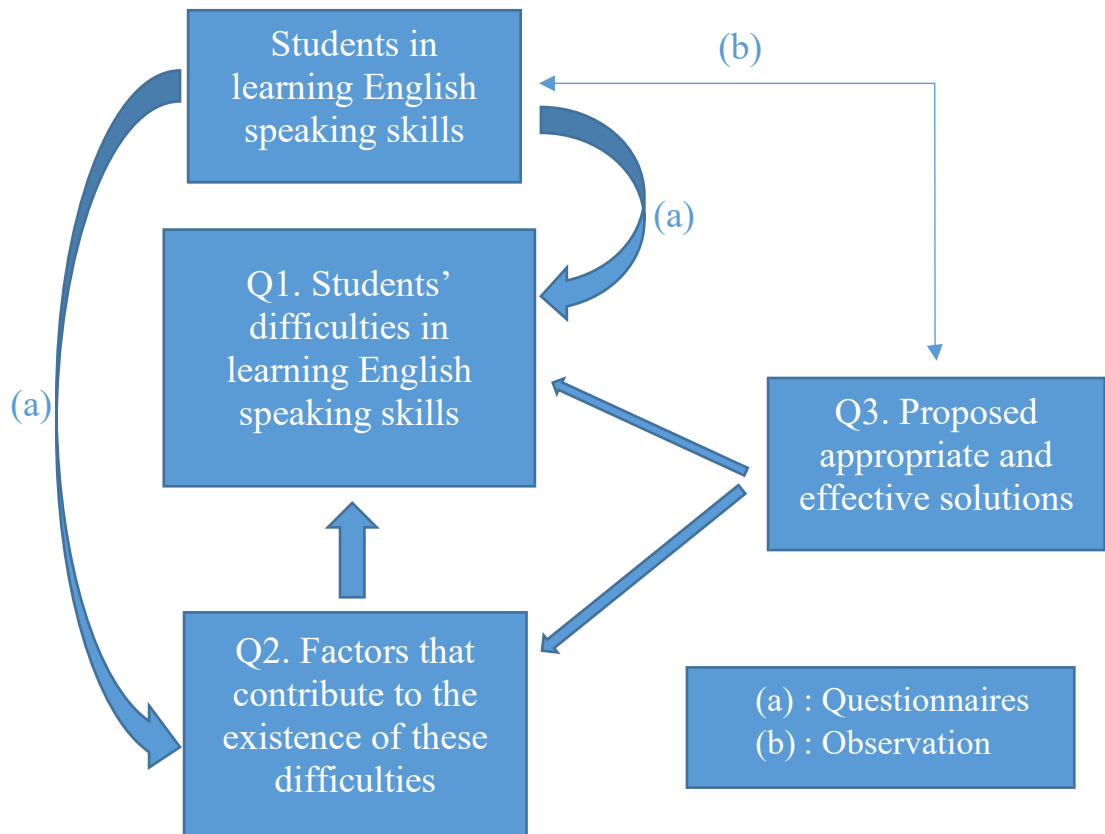 Students in
learning English
speaking skills
(b)
(a)
Q1. Students’
difficulties in
learning English
speaking skills
(a)
Q3. Proposed
appropriate and
effective solutions
Q2. Factors that
contribute to the
existence of these
difficulties
(a) : Questionnaires
(b) : Observation